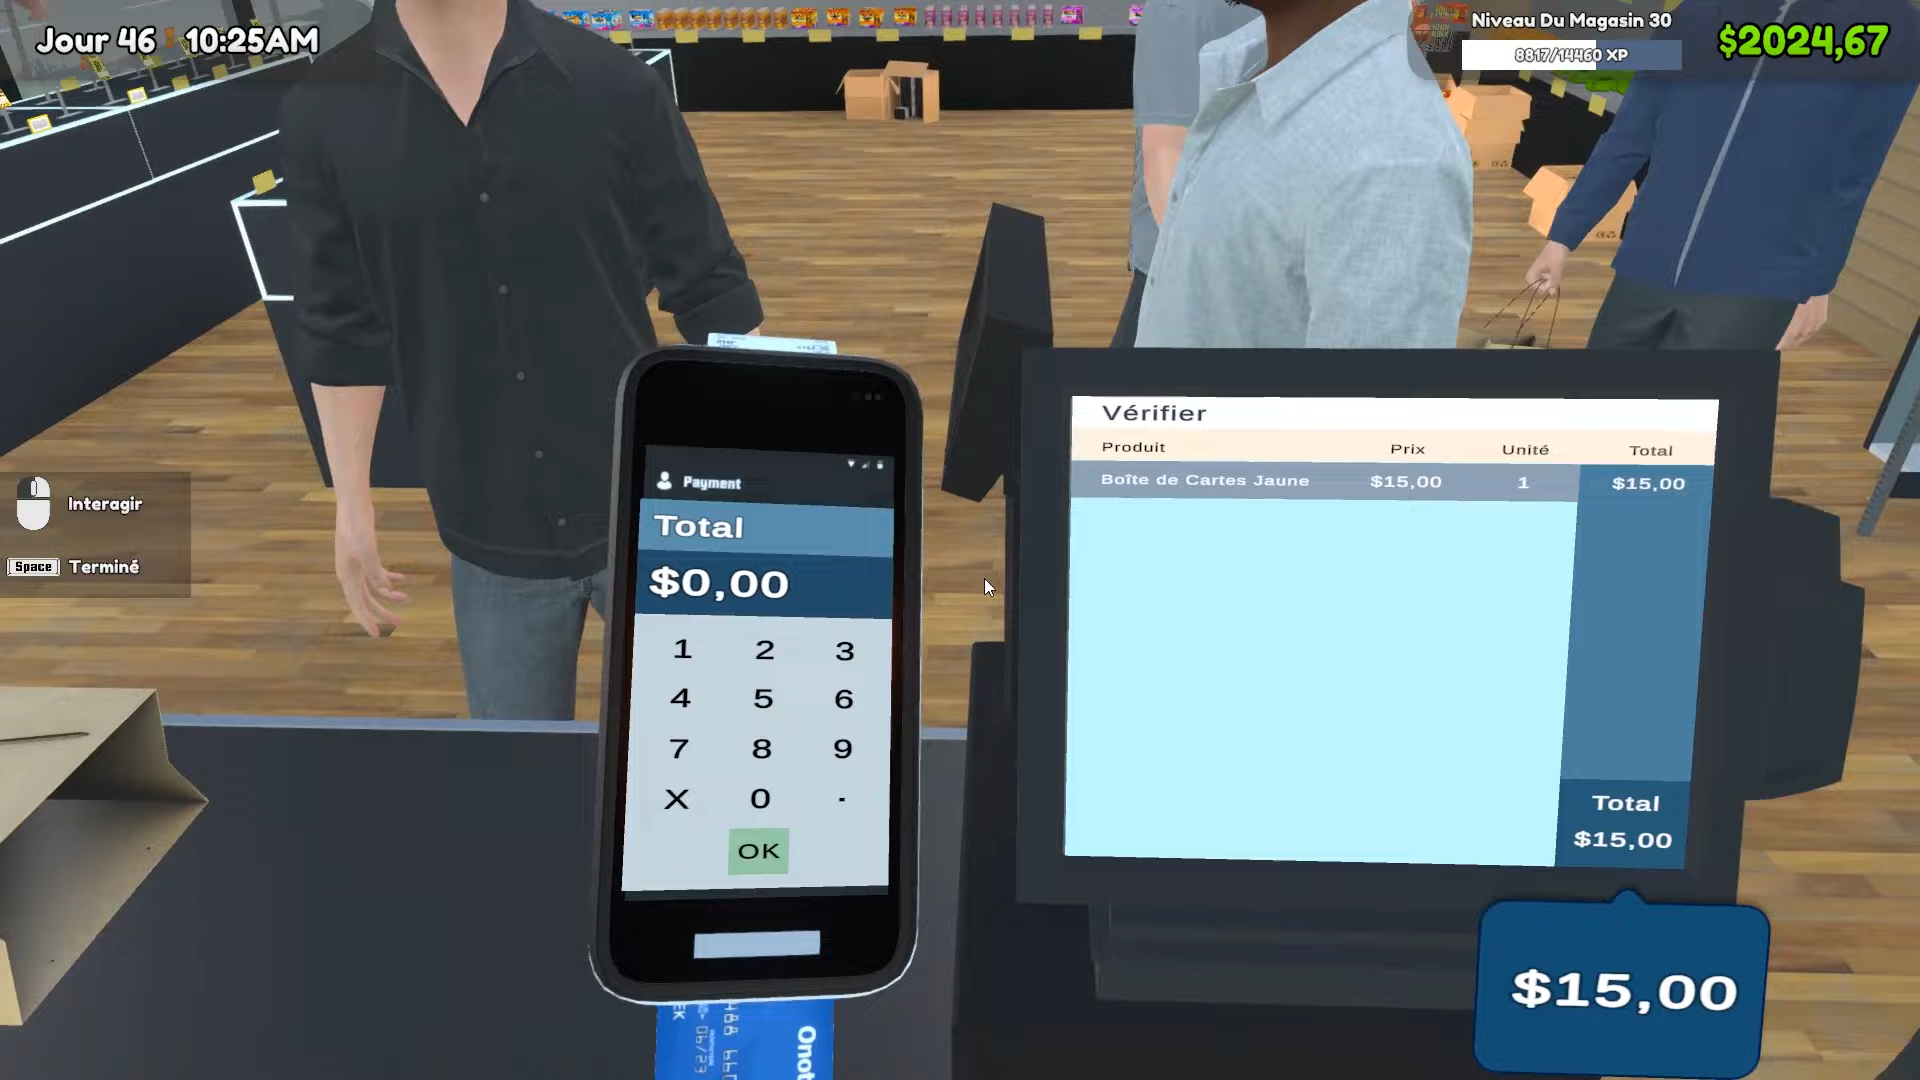 Jour 46 10:25AM
Niveau Du Magasin 30
8817/14460 XP
$2024,67
Interagir
Space Terminé
Payment
Total
$0,00
1 2 3
4 5 6
7 8 9
X 0 .
OK
Vérifier
Produit Prix Unité Total
Boîte de Cartes Jaune $15,00 1 $15,00
Total
$15,00
$15,00